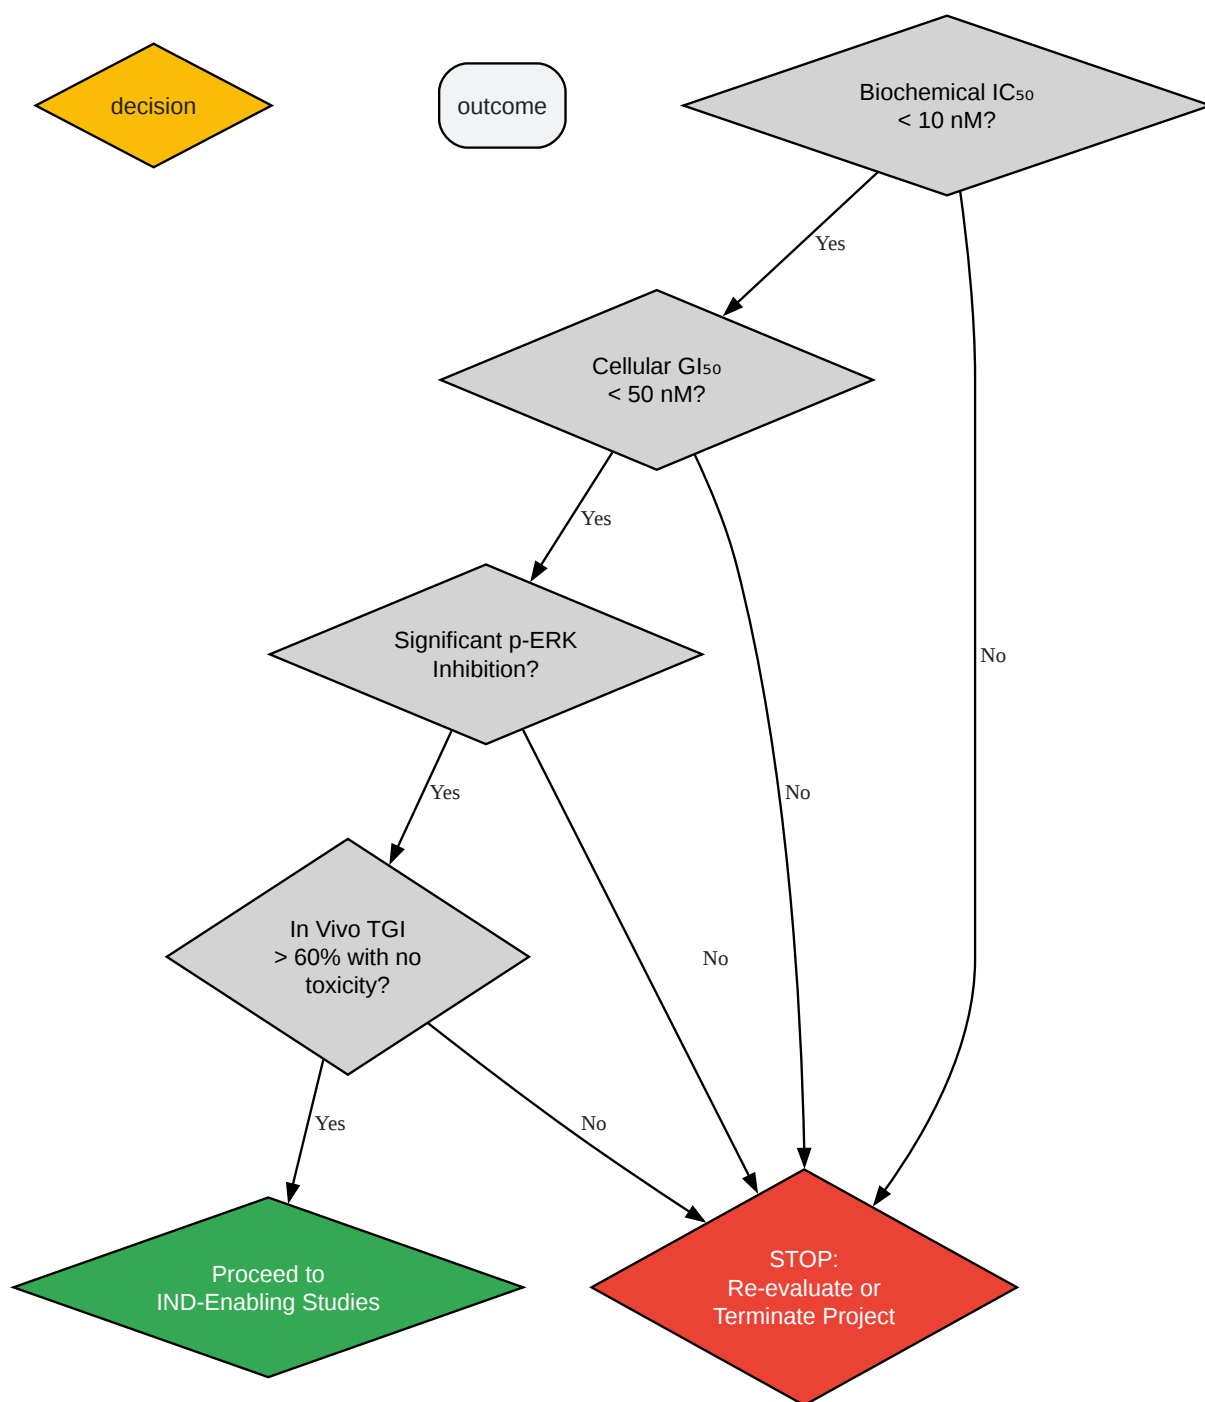 decision
outcome
Biochemical IC₅₀
< 10 nM?
Yes
Cellular GI₅₀
< 50 nM?
Yes
Significant p-ERK
Inhibition?
No
Yes
No
In Vivo TGI
> 60% with no
toxicity?
No
Yes
No
Proceed to
IND-Enabling Studies
STOP:
Re-evaluate or
Terminate Project